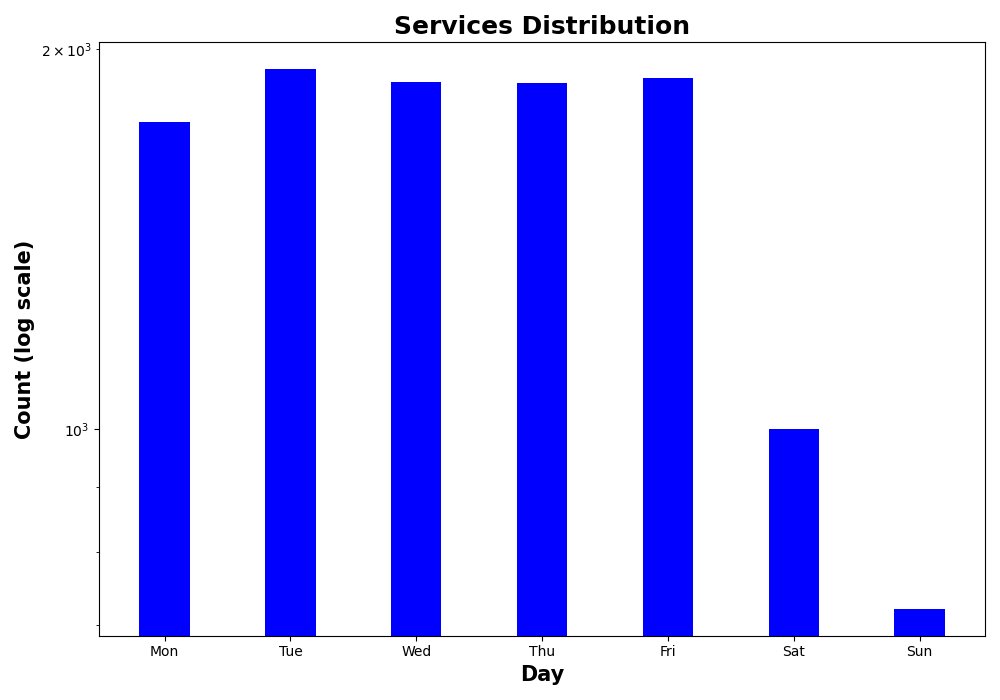 Services Distribution
2 × 10³
10³
Count (log scale)
Mon Tue Wed Thu Fri Sat Sun
Day